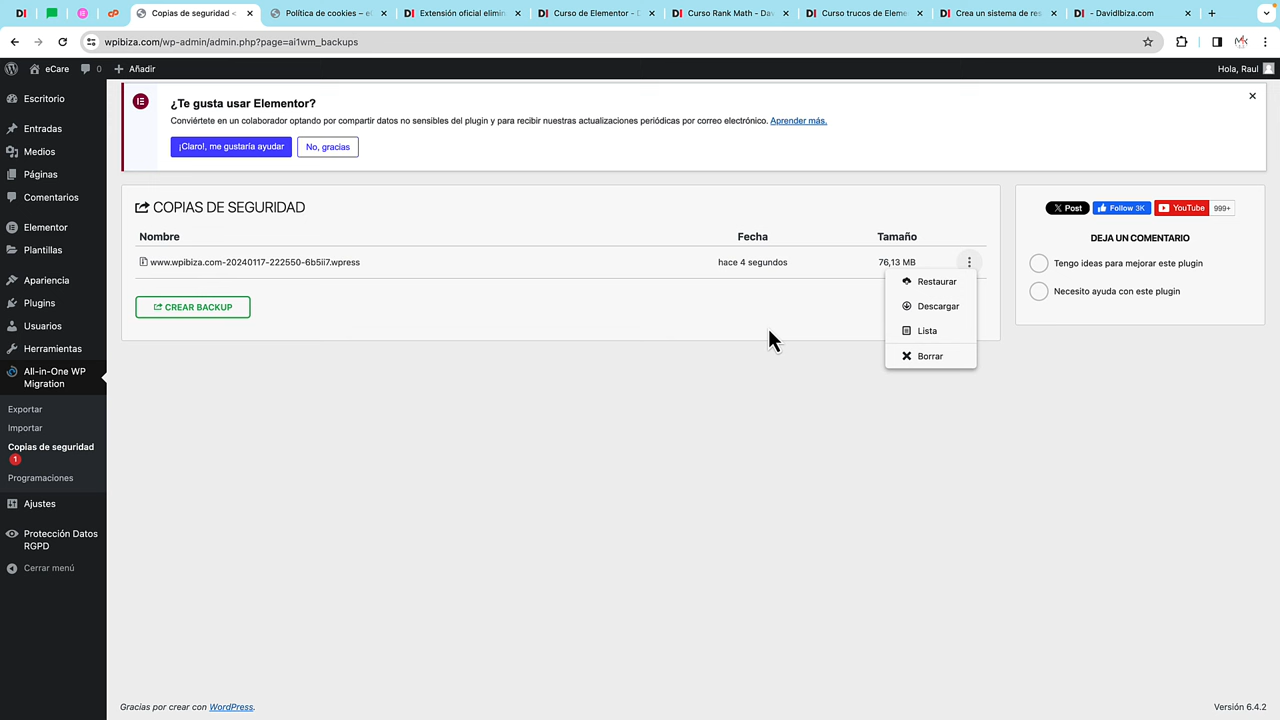 Copias de seguridad <
Política de cookies – e
Extensión oficial elimin
Curso de Elementor - D
Curso Rank Math - Dav
Curso trucos de Elemen
Crea un sistema de res
- DavidIbiza.com
wpibiza.com/wp-admin/admin.php?page=ai1wm_backups
eCare
0
Añadir
Hola, Raul
Escritorio
Entradas
Medios
Páginas
Comentarios
Elementor
Plantillas
Apariencia
Plugins
Usuarios
Herramientas
All-in-One WP
Migration
Exportar
Importar
Copias de seguridad
1
Programaciones
Ajustes
Protección Datos
RGPD
Cerrar menú
¿Te gusta usar Elementor?
Conviértete en un colaborador optando por compartir datos no sensibles del plugin y para recibir nuestras actualizaciones periódicas por correo electrónico. Aprender más.
¡Claro!, me gustaría ayudar
No, gracias
COPIAS DE SEGURIDAD
Nombre Fecha Tamaño
www.wpibiza.com-20240117-222550-6b5ii7.wpress hace 4 segundos 76,13 MB
Restaurar
Descargar
Lista
Borrar
CREAR BACKUP
Post
Follow 3K
YouTube
999+
DEJA UN COMENTARIO
Tengo ideas para mejorar este plugin
Necesito ayuda con este plugin
Gracias por crear con WordPress.
Versión 6.4.2